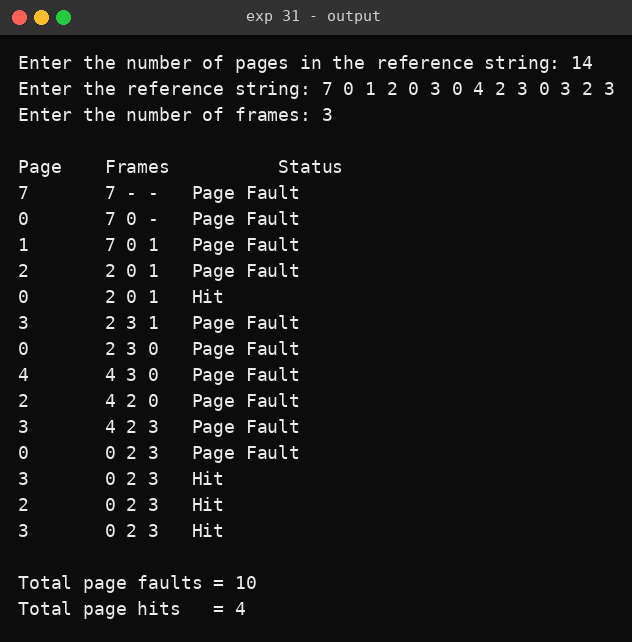 exp 31 - output
Enter the number of pages in the reference string: 14
Enter the reference string: 7 0 1 2 0 3 0 4 2 3 0 3 2 3
Enter the number of frames: 3
Page    Frames          Status
7       7 - -   Page Fault
0       7 0 -   Page Fault
1       7 0 1   Page Fault
2       2 0 1   Page Fault
0       2 0 1   Hit
3       2 3 1   Page Fault
0       2 3 0   Page Fault
4       4 3 0   Page Fault
2       4 2 0   Page Fault
3       4 2 3   Page Fault
0       0 2 3   Page Fault
3       0 2 3   Hit
2       0 2 3   Hit
3       0 2 3   Hit
Total page faults = 10
Total page hits   = 4